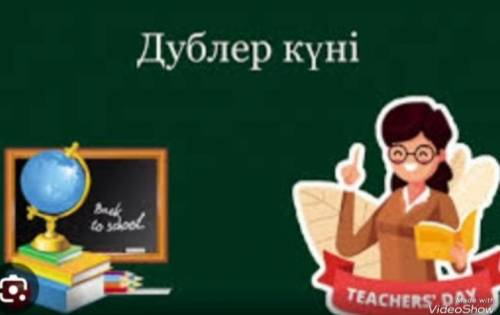 Дублер күні
Back
to school
TEACHERS' DAY
Made with
VideoShow